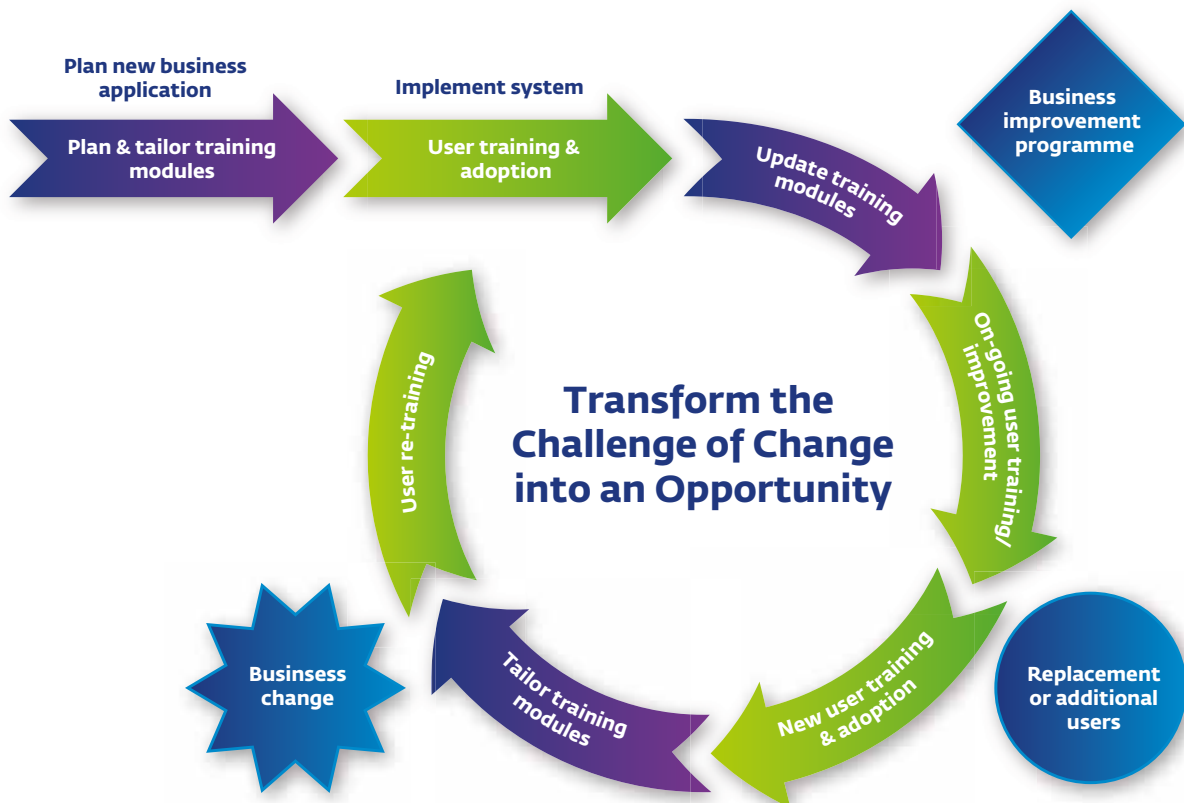 Plan new business
application
Plan & tailor training
modules
Implement system
User training &
adoption
Update training
modules
Business
improvement
programme
On-going user training/
improvement
Transform the
Challenge of Change
into an Opportunity
User re-training
Replacement
or additional
users
New user training
& adoption
Tailor training
modules
Businsess
change